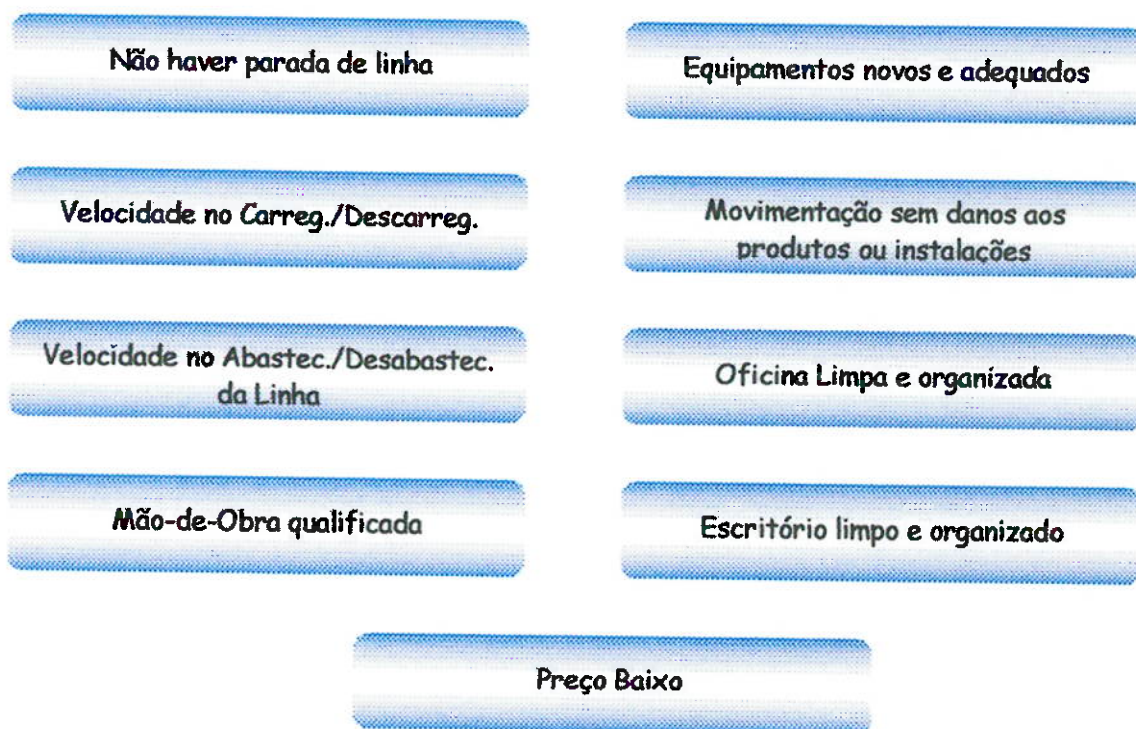 Não haver parada de linha
Equipamentos novos e adequados
Velocidade no Carreg./Descarreg.
Movimentação sem danos aos
produtos ou instalações
Velocidade no Abastec./Desabastec.
da Linha
Oficina Limpa e organizada
Mão-de-Obra qualificada
Escritório limpo e organizado
Preço Baixo